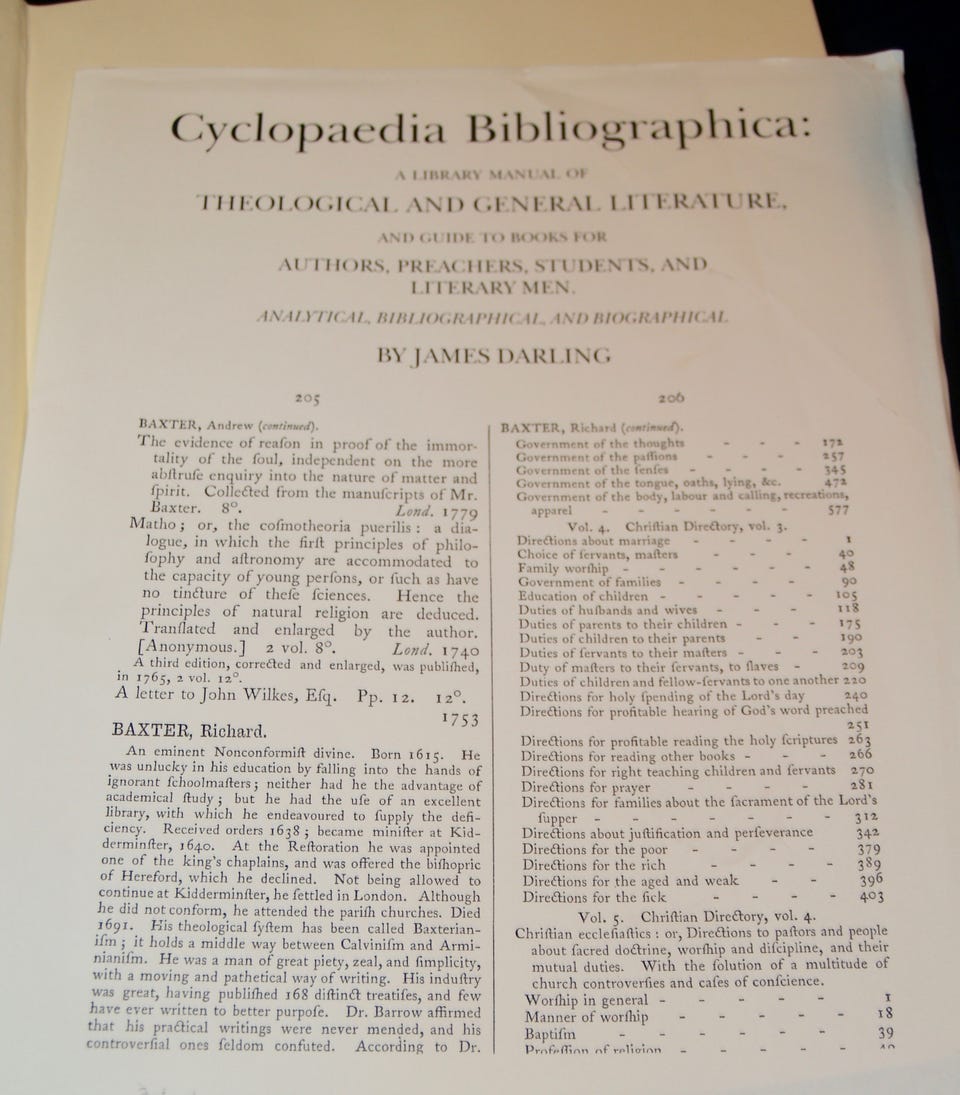 Cyclopaedia Bibliographica:
A LIBRARY MANUAL OF
THEOLOGICAL AND GENERAL LITERATURE,
AND GUIDE TO BOOKS FOR
AUTHORS, PREACHERS, STUDENTS, AND
LITERARY MEN.
ANALYTICAL, BIBLIOGRAPHICAL, AND BIOGRAPHICAL
BY JAMES DARLING
205
BAXTER, Andrew (continued).
The evidence of reaſon in proof of the immor-
tality of the ſoul, independent on the more
abſtruſe enquiry into the nature of matter and
ſpirit. Collected from the manuſcripts of Mr.
Baxter. 8°. Lond. 1779
Matho; or, the coſmotheoria puerilis: a dia-
logue, in which the firſt principles of philo-
ſophy and aſtronomy are accommodated to
the capacity of young perſons, or ſuch as have
no tincture of theſe ſciences. Hence the
principles of natural religion are deduced.
Tranſlated and enlarged by the author.
[Anonymous.] 2 vol. 8°. Lond. 1740
A third edition, corrected and enlarged, was publiſhed,
in 1765, 2 vol. 12°.
A letter to John Wilkes, Eſq. Pp. 12. 12°.
1753
BAXTER, Richard.
An eminent Nonconformiſt divine. Born 1615. He
was unlucky in his education by falling into the hands of
ignorant ſchoolmaſters; neither had he the advantage of
academical ſtudy; but he had the uſe of an excellent
library, with which he endeavoured to ſupply the defi-
ciency. Received orders 1638; became miniſter at Kid-
derminſter, 1640. At the Reſtoration he was appointed
one of the king's chaplains, and was offered the biſhopric
of Hereford, which he declined. Not being allowed to
continue at Kidderminſter, he ſettled in London. Although
he did not conform, he attended the pariſh churches. Died
1691. His theological ſyſtem has been called Baxterian-
iſm; it holds a middle way between Calviniſm and Armi-
nianiſm. He was a man of great piety, zeal, and ſimplicity,
with a moving and pathetical way of writing. His induſtry
was great, having publiſhed 168 diſtinct treatiſes, and few
have ever written to better purpoſe. Dr. Barrow affirmed
that his practical writings were never mended, and his
controverſial ones ſeldom confuted. According to Dr.
206
BAXTER, Richard (continued).
Government of the thoughts - - - 172
Government of the paſſions - - - 257
Government of the ſenſes - - - - 345
Government of the tongue, oaths, lying, &c. 472
Government of the body, labour and calling, recreations,
apparel - - - - - - 577
Vol. 4. Chriſtian Directory, vol. 3.
Directions about marriage - - - - 1
Choice of ſervants, maſters - - - 40
Family worſhip - - - - - - 48
Government of families - - - - 90
Education of children - - - - - 105
Duties of huſbands and wives - - - 118
Duties of parents to their children - - - 175
Duties of children to their parents - - 190
Duties of ſervants to their maſters - - - 203
Duty of maſters to their ſervants, to ſlaves - 209
Duties of children and fellow-ſervants to one another 220
Directions for holy ſpending of the Lord's day 240
Directions for profitable hearing of God's word preached
251
Directions for profitable reading the holy ſcriptures 263
Directions for reading other books - - - 266
Directions for right teaching children and ſervants 270
Directions for prayer - - - - 281
Directions for families about the ſacrament of the Lord's
ſupper - - - - - - - 312
Directions about juſtification and perſeverance 342
Directions for the poor - - - - 379
Directions for the rich - - - - 389
Directions for the aged and weak - - 396
Directions for the ſick - - - - 403
Vol. 5. Chriſtian Directory, vol. 4.
Chriſtian eccleſiaſtics: or, Directions to paſtors and people
about ſacred doctrine, worſhip and diſcipline, and their
mutual duties. With the ſolution of a multitude of
church controverſies and caſes of conſcience.
Worſhip in general - - - - - 1
Manner of worſhip - - - - - 18
Baptiſm - - - - - - 39
Profeſſion of religion - - - - -